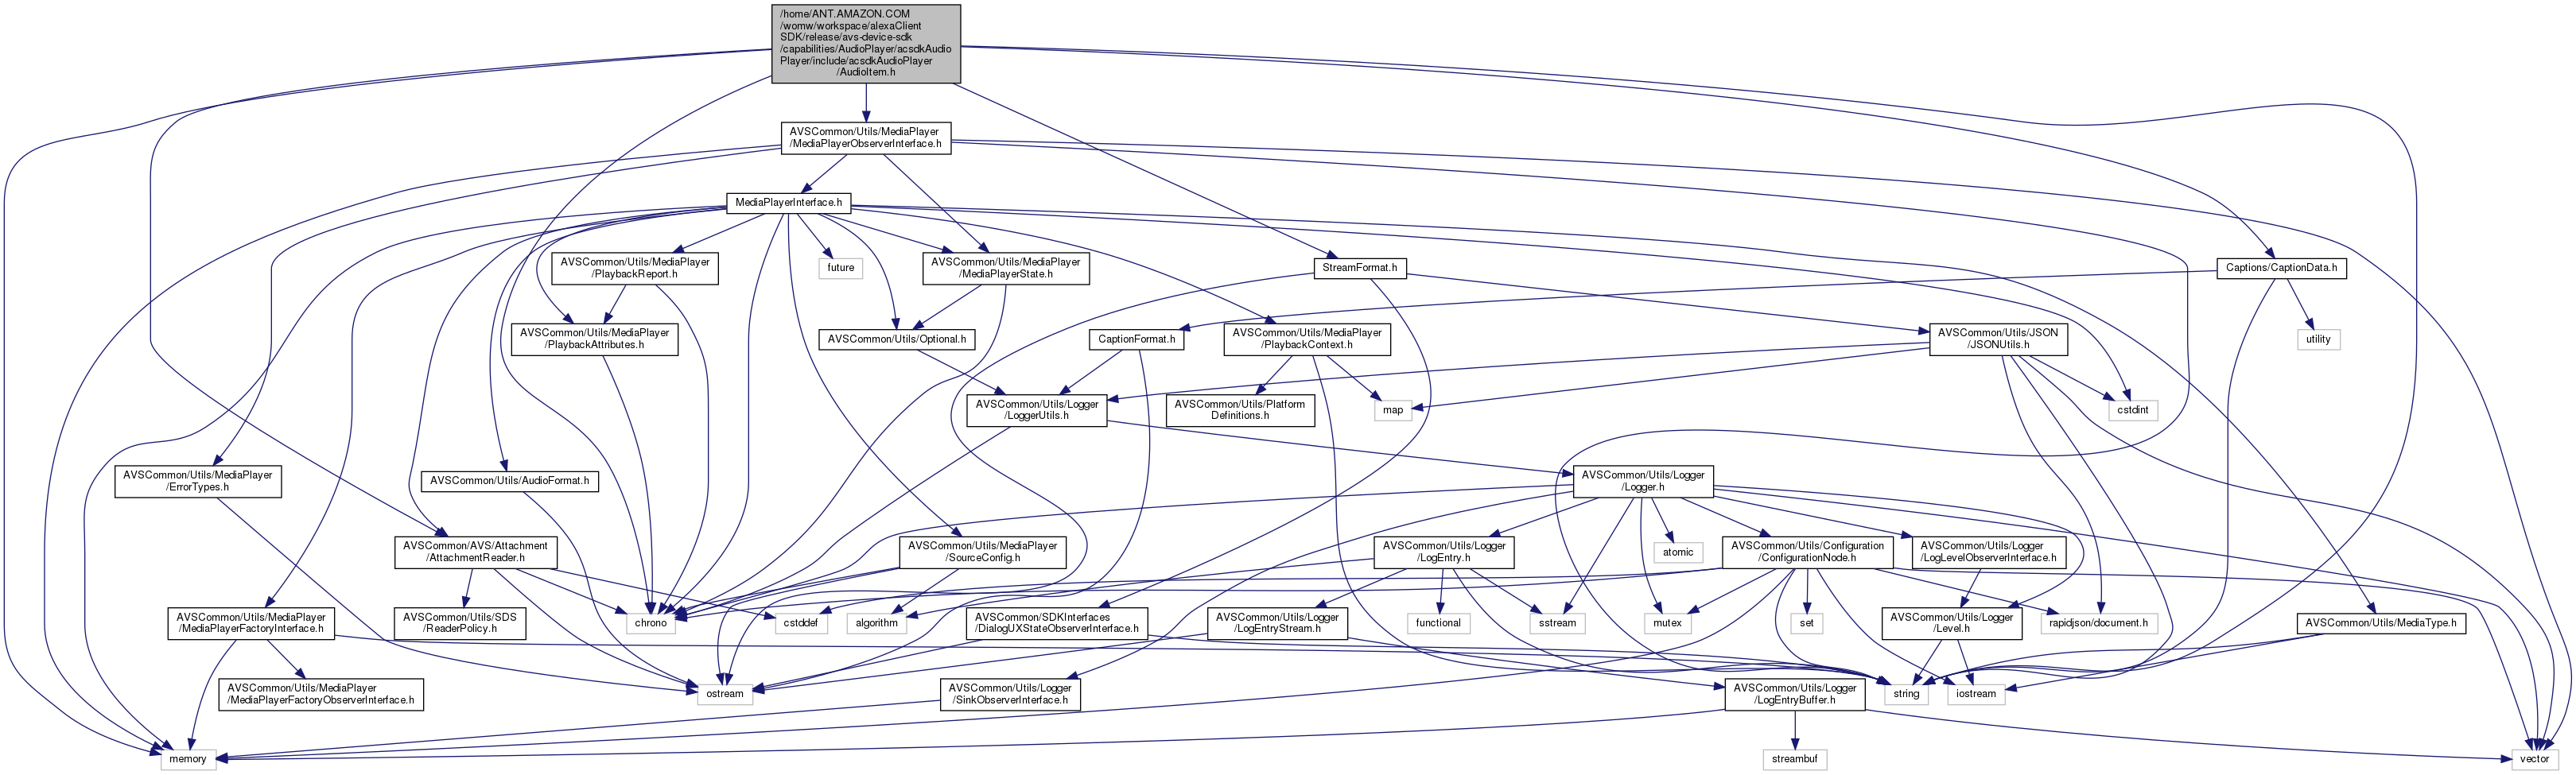 /home/ANT.AMAZON.COM
/womw/workspace/alexaClient
SDK/release/avs-device-sdk
/capabilities/AudioPlayer/acsdkAudio
Player/include/acsdkAudioPlayer
/AudioItem.h
AVSCommon/Utils/MediaPlayer
/MediaPlayerObserverInterface.h
MediaPlayerInterface.h
AVSCommon/Utils/MediaPlayer
/PlaybackReport.h
future
AVSCommon/Utils/MediaPlayer
/MediaPlayerState.h
StreamFormat.h
Captions/CaptionData.h
AVSCommon/Utils/MediaPlayer
/PlaybackAttributes.h
AVSCommon/Utils/Optional.h
CaptionFormat.h
AVSCommon/Utils/MediaPlayer
/PlaybackContext.h
AVSCommon/Utils/JSON
/JSONUtils.h
utility
AVSCommon/Utils/Logger
/LoggerUtils.h
AVSCommon/Utils/Platform
Definitions.h
map
cstdint
AVSCommon/Utils/MediaPlayer
/ErrorTypes.h
AVSCommon/Utils/AudioFormat.h
AVSCommon/Utils/Logger
/Logger.h
AVSCommon/AVS/Attachment
/AttachmentReader.h
AVSCommon/Utils/MediaPlayer
/SourceConfig.h
AVSCommon/Utils/Logger
/LogEntry.h
atomic
AVSCommon/Utils/Configuration
/ConfigurationNode.h
AVSCommon/Utils/Logger
/LogLevelObserverInterface.h
AVSCommon/Utils/MediaPlayer
/MediaPlayerFactoryInterface.h
AVSCommon/Utils/SDS
/ReaderPolicy.h
chrono
cstddef
algorithm
AVSCommon/SDKInterfaces
/DialogUXStateObserverInterface.h
AVSCommon/Utils/Logger
/LogEntryStream.h
functional
sstream
mutex
set
AVSCommon/Utils/Logger
/Level.h
rapidjson/document.h
AVSCommon/Utils/MediaType.h
AVSCommon/Utils/MediaPlayer
/MediaPlayerFactoryObserverInterface.h
ostream
AVSCommon/Utils/Logger
/SinkObserverInterface.h
AVSCommon/Utils/Logger
/LogEntryBuffer.h
string
iostream
memory
streambuf
vector